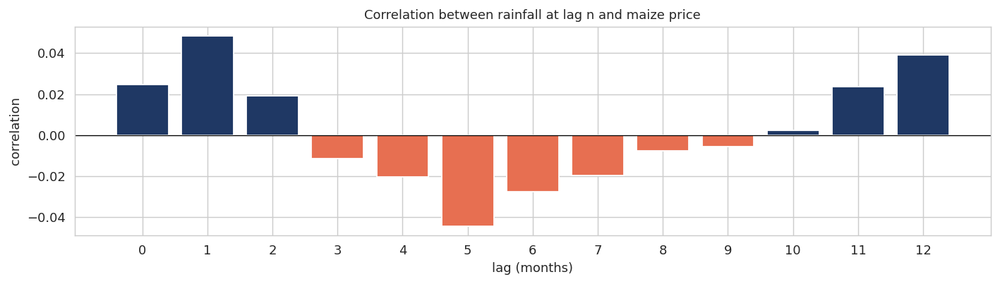 Correlation between rainfall at lag n and maize price
correlation
0.04
0.02
0.00
−0.02
−0.04
0 1 2 3 4 5 6 7 8 9 10 11 12
lag (months)